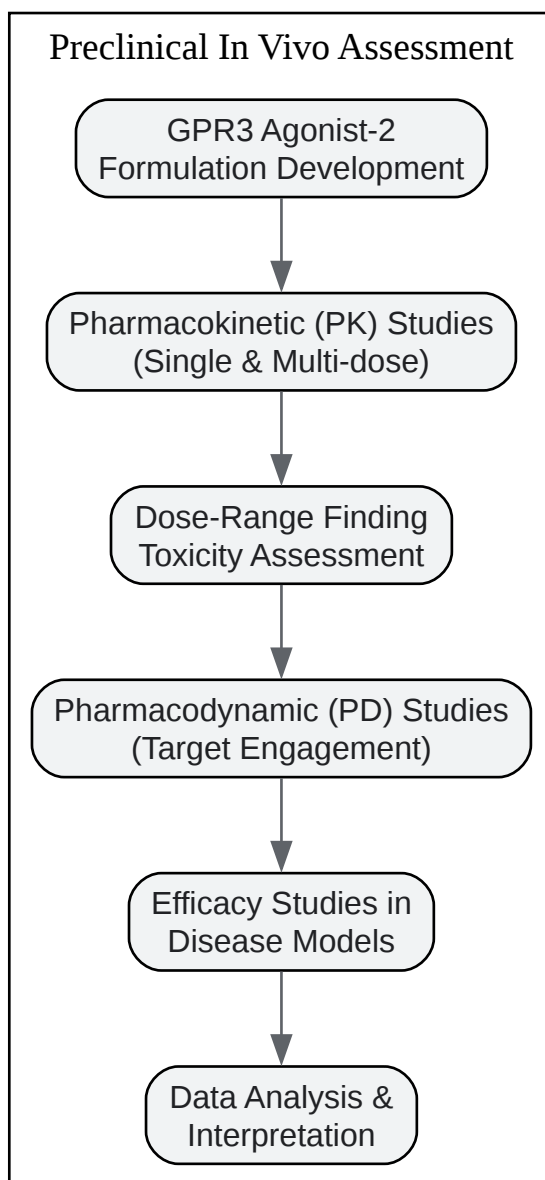 Preclinical In Vivo Assessment
GPR3 Agonist-2
Formulation Development
Pharmacokinetic (PK) Studies
(Single & Multi-dose)
Dose-Range Finding
Toxicity Assessment
Pharmacodynamic (PD) Studies
(Target Engagement)
Efficacy Studies in
Disease Models
Data Analysis &
Interpretation